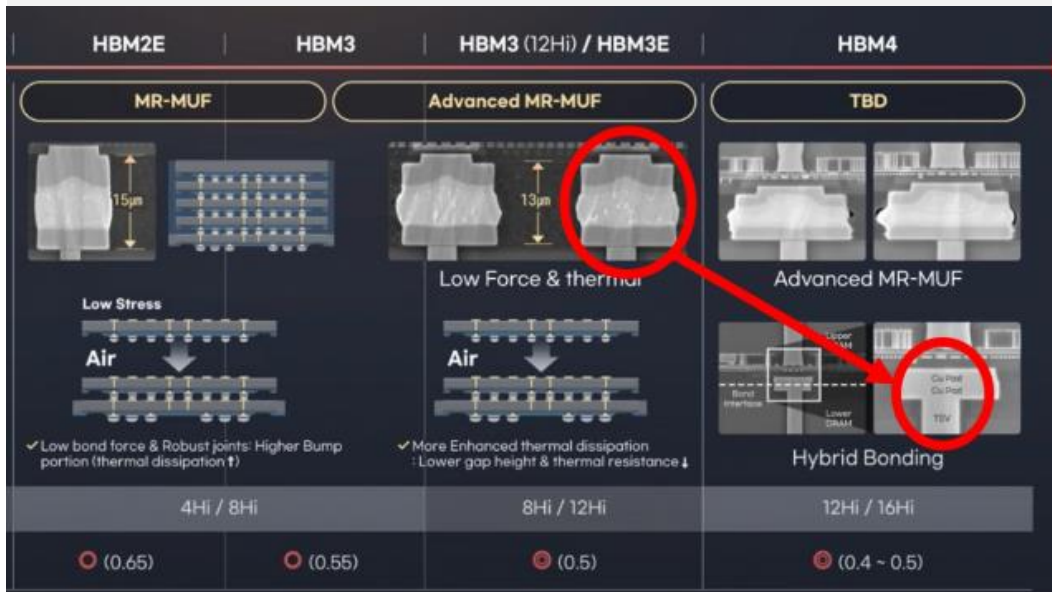 HBM2E
HBM3
HBM3 (12Hi) / HBM3E
HBM4
MR-MUF
Advanced MR-MUF
TBD
15μm
13μm
Low Force & thermal
Advanced MR-MUF
Low Stress
Air
Air
Upper
DRAM
Bond
Interface
Lower
DRAM
Cu Pad
Cu Pad
TSV
✓Low bond force & Robust joints: Higher Bump
portion (thermal dissipation↑)
✓More Enhanced thermal dissipation
: Lower gap height & thermal resistance↓
Hybrid Bonding
4Hi / 8Hi
8Hi / 12Hi
12Hi / 16Hi
(0.65)
(0.55)
(0.5)
(0.4 ~ 0.5)